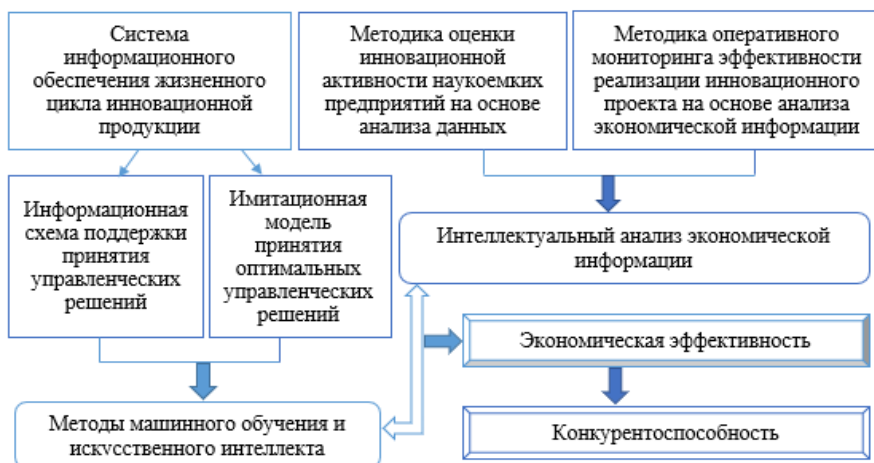 Система
информационного
обеспечения жизненного
цикла инновационной
продукции
Методика оценки
инновационной
активности наукоемких
предприятий на основе
анализа данных
Методика оперативного
мониторинга эффективности
реализации инновационного
проекта на основе анализа
экономической информации
Информационная
схема поддержки
принятия
управленческих
решений
Имитационная
модель
принятия
оптимальных
управленческих
решений
Интеллектуальный анализ экономической
информации
Экономическая эффективность
Методы машинного обучения и
искусственного интеллекта
Конкурентоспособность